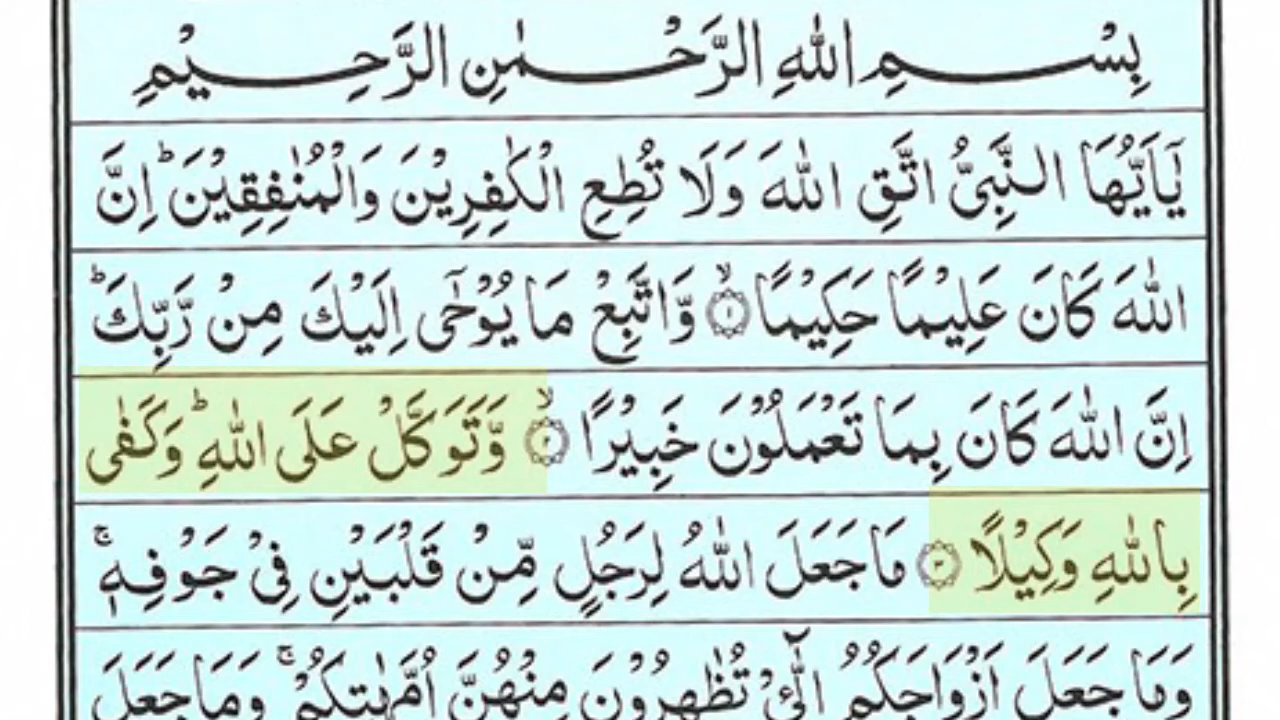 بِسْمِ اللّٰهِ الرَّحْمٰنِ الرَّحِيْمِ
يٰۤاَيُّهَا النَّبِىُّ اتَّقِ اللّٰهَ وَلَا تُطِعِ الْكٰفِرِيْنَ وَالْمُنٰفِقِيْنَ ؕ اِنَّ
اللّٰهَ كَانَ عَلِيْمًا حَكِيْمًا ۙ‏﴿۱﴾ وَّاتَّبِعْ مَا يُوْحٰۤى اِلَيْكَ مِنْ رَّبِّكَ ؕ
اِنَّ اللّٰهَ كَانَ بِمَا تَعْمَلُوْنَ خَبِيْرًا ۙ‏﴿۲﴾ وَّتَوَكَّلْ عَلَى اللّٰهِ ؕ وَكَفٰى
بِاللّٰهِ وَكِيْلًا ﴿۳﴾ مَا جَعَلَ اللّٰهُ لِرَجُلٍ مِّنْ قَلْبَيْنِ فِىْ جَوْفِهٖ ۚ
وَمَا جَعَلَ اَزْوَاجَكُمُ الّٰٓـئِْ تُظٰهِرُوْنَ مِنْهُنَّ اُمَّهٰتِكُمْ ۚ وَمَا جَعَلَ